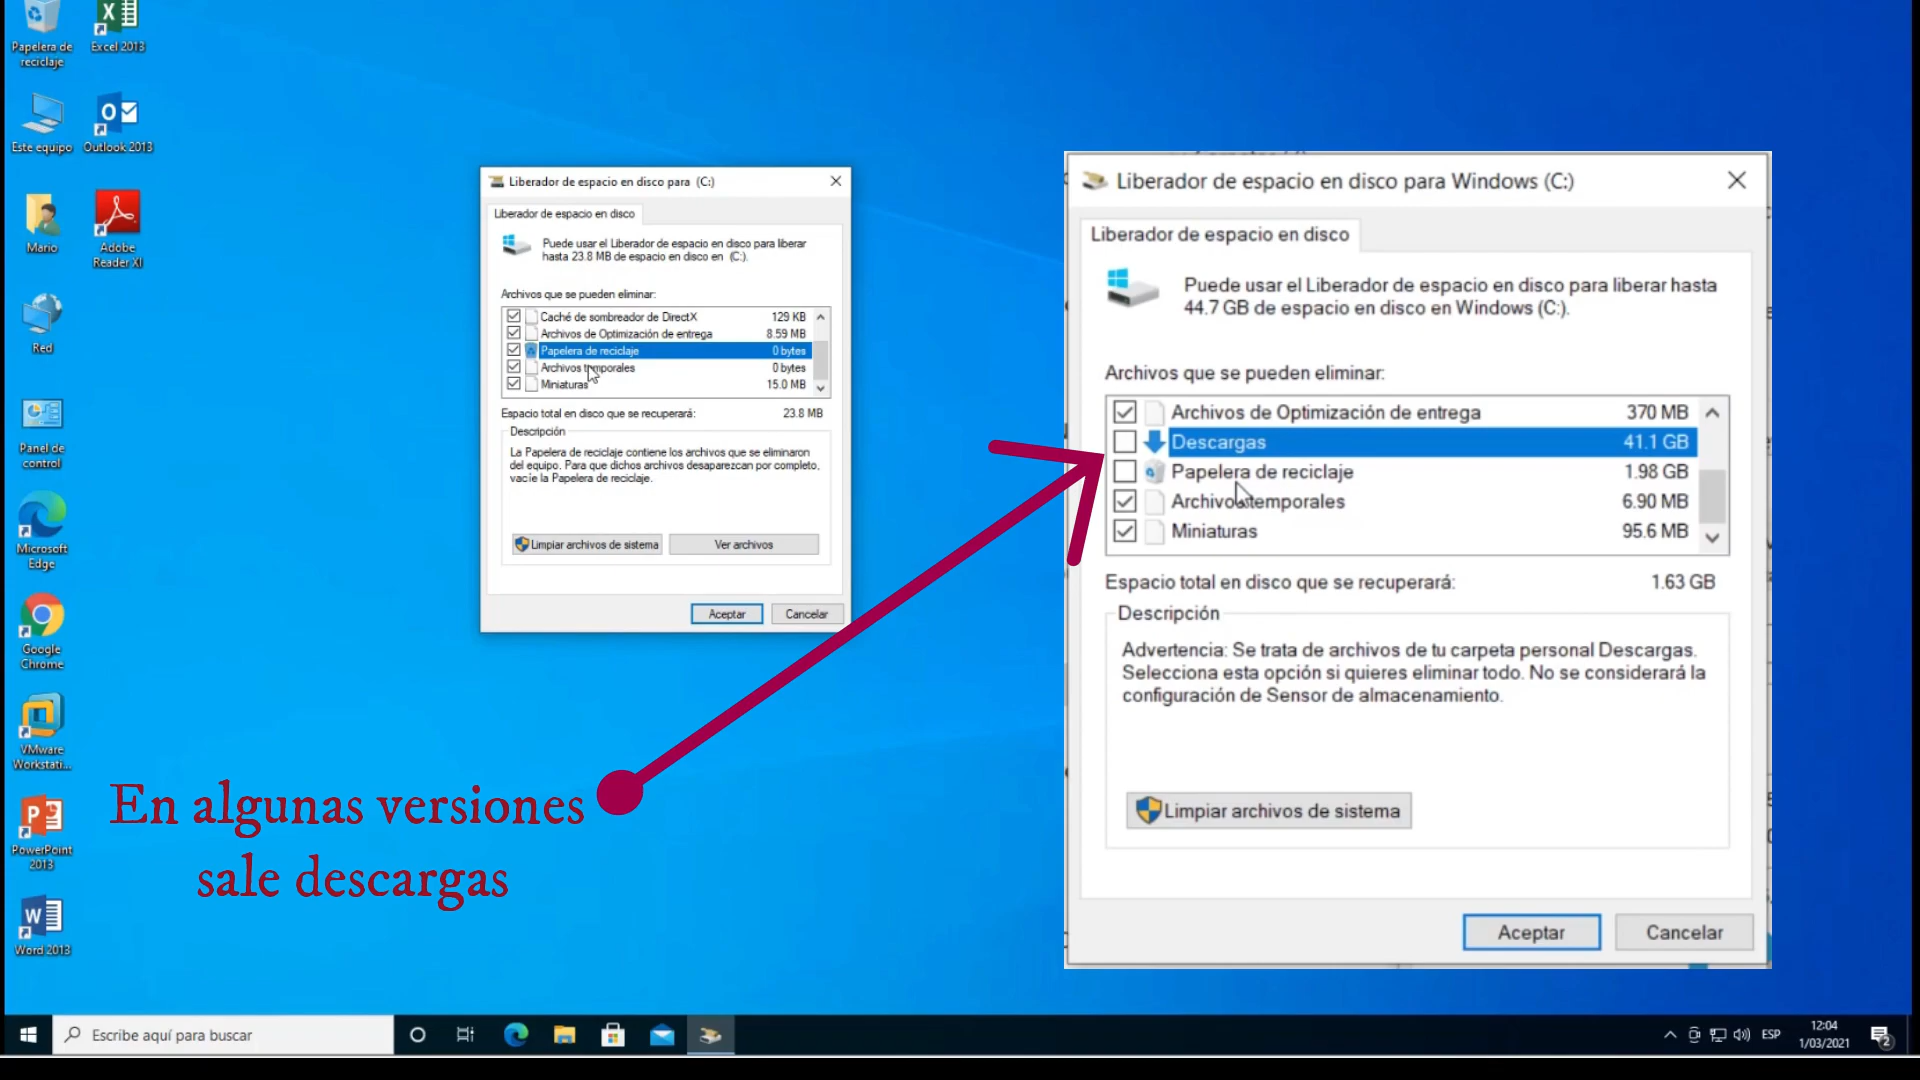 Papelera de
reciclaje
Excel 2013
Este equipo
Outlook 2013
Mario
Adobe
Reader XI
Red
Panel de
control
Microsoft
Edge
Google
Chrome
VMware
Workstati...
PowerPoint
2013
Word 2013
Liberador de espacio en disco para (C:)
Liberador de espacio en disco
Puede usar el Liberador de espacio en disco para liberar
hasta 23.8 MB de espacio en disco en (C:).
Archivos que se pueden eliminar:
Caché de sombreador de DirectX 129 KB
Archivos de Optimización de entrega 8.59 MB
Papelera de reciclaje 0 bytes
Archivos temporales 0 bytes
Miniaturas 15.0 MB
Espacio total en disco que se recuperará: 23.8 MB
Descripción
La Papelera de reciclaje contiene los archivos que se eliminaron
del equipo. Para que dichos archivos desaparezcan por completo,
vacíe la Papelera de reciclaje.
Limpiar archivos de sistema
Ver archivos
Aceptar
Cancelar
Liberador de espacio en disco para Windows (C:)
Liberador de espacio en disco
Puede usar el Liberador de espacio en disco para liberar hasta
44.7 GB de espacio en disco en Windows (C:).
Archivos que se pueden eliminar:
Archivos de Optimización de entrega 370 MB
Descargas 41.1 GB
Papelera de reciclaje 1.98 GB
Archivos temporales 6.90 MB
Miniaturas 95.6 MB
Espacio total en disco que se recuperará: 1.63 GB
Descripción
Advertencia: Se trata de archivos de tu carpeta personal Descargas.
Selecciona esta opción si quieres eliminar todo. No se considerará la
configuración de Sensor de almacenamiento.
Limpiar archivos de sistema
Aceptar
Cancelar
En algunas versiones
sale descargas
Escribe aquí para buscar
ESP
12:04
1/03/2021
2